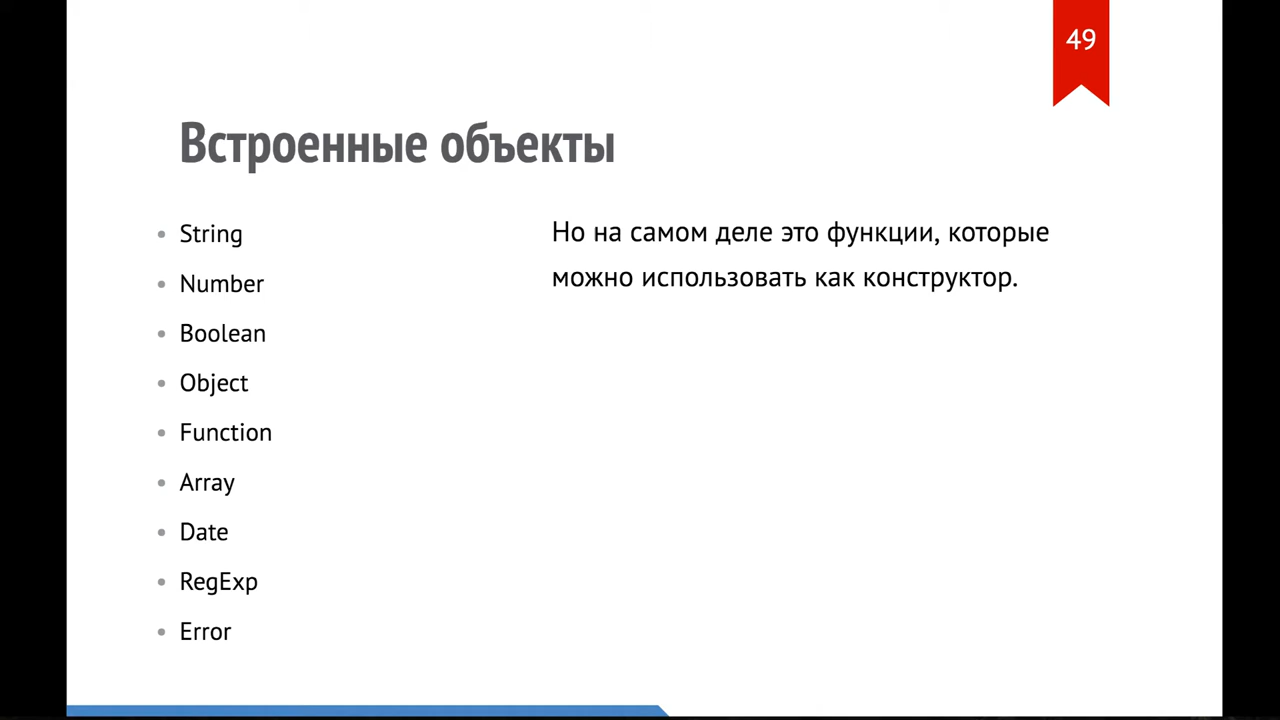 49
Встроенные объекты
String
Number
Boolean
Object
Function
Array
Date
RegExp
Error
Но на самом деле это функции, которые
можно использовать как конструктор.